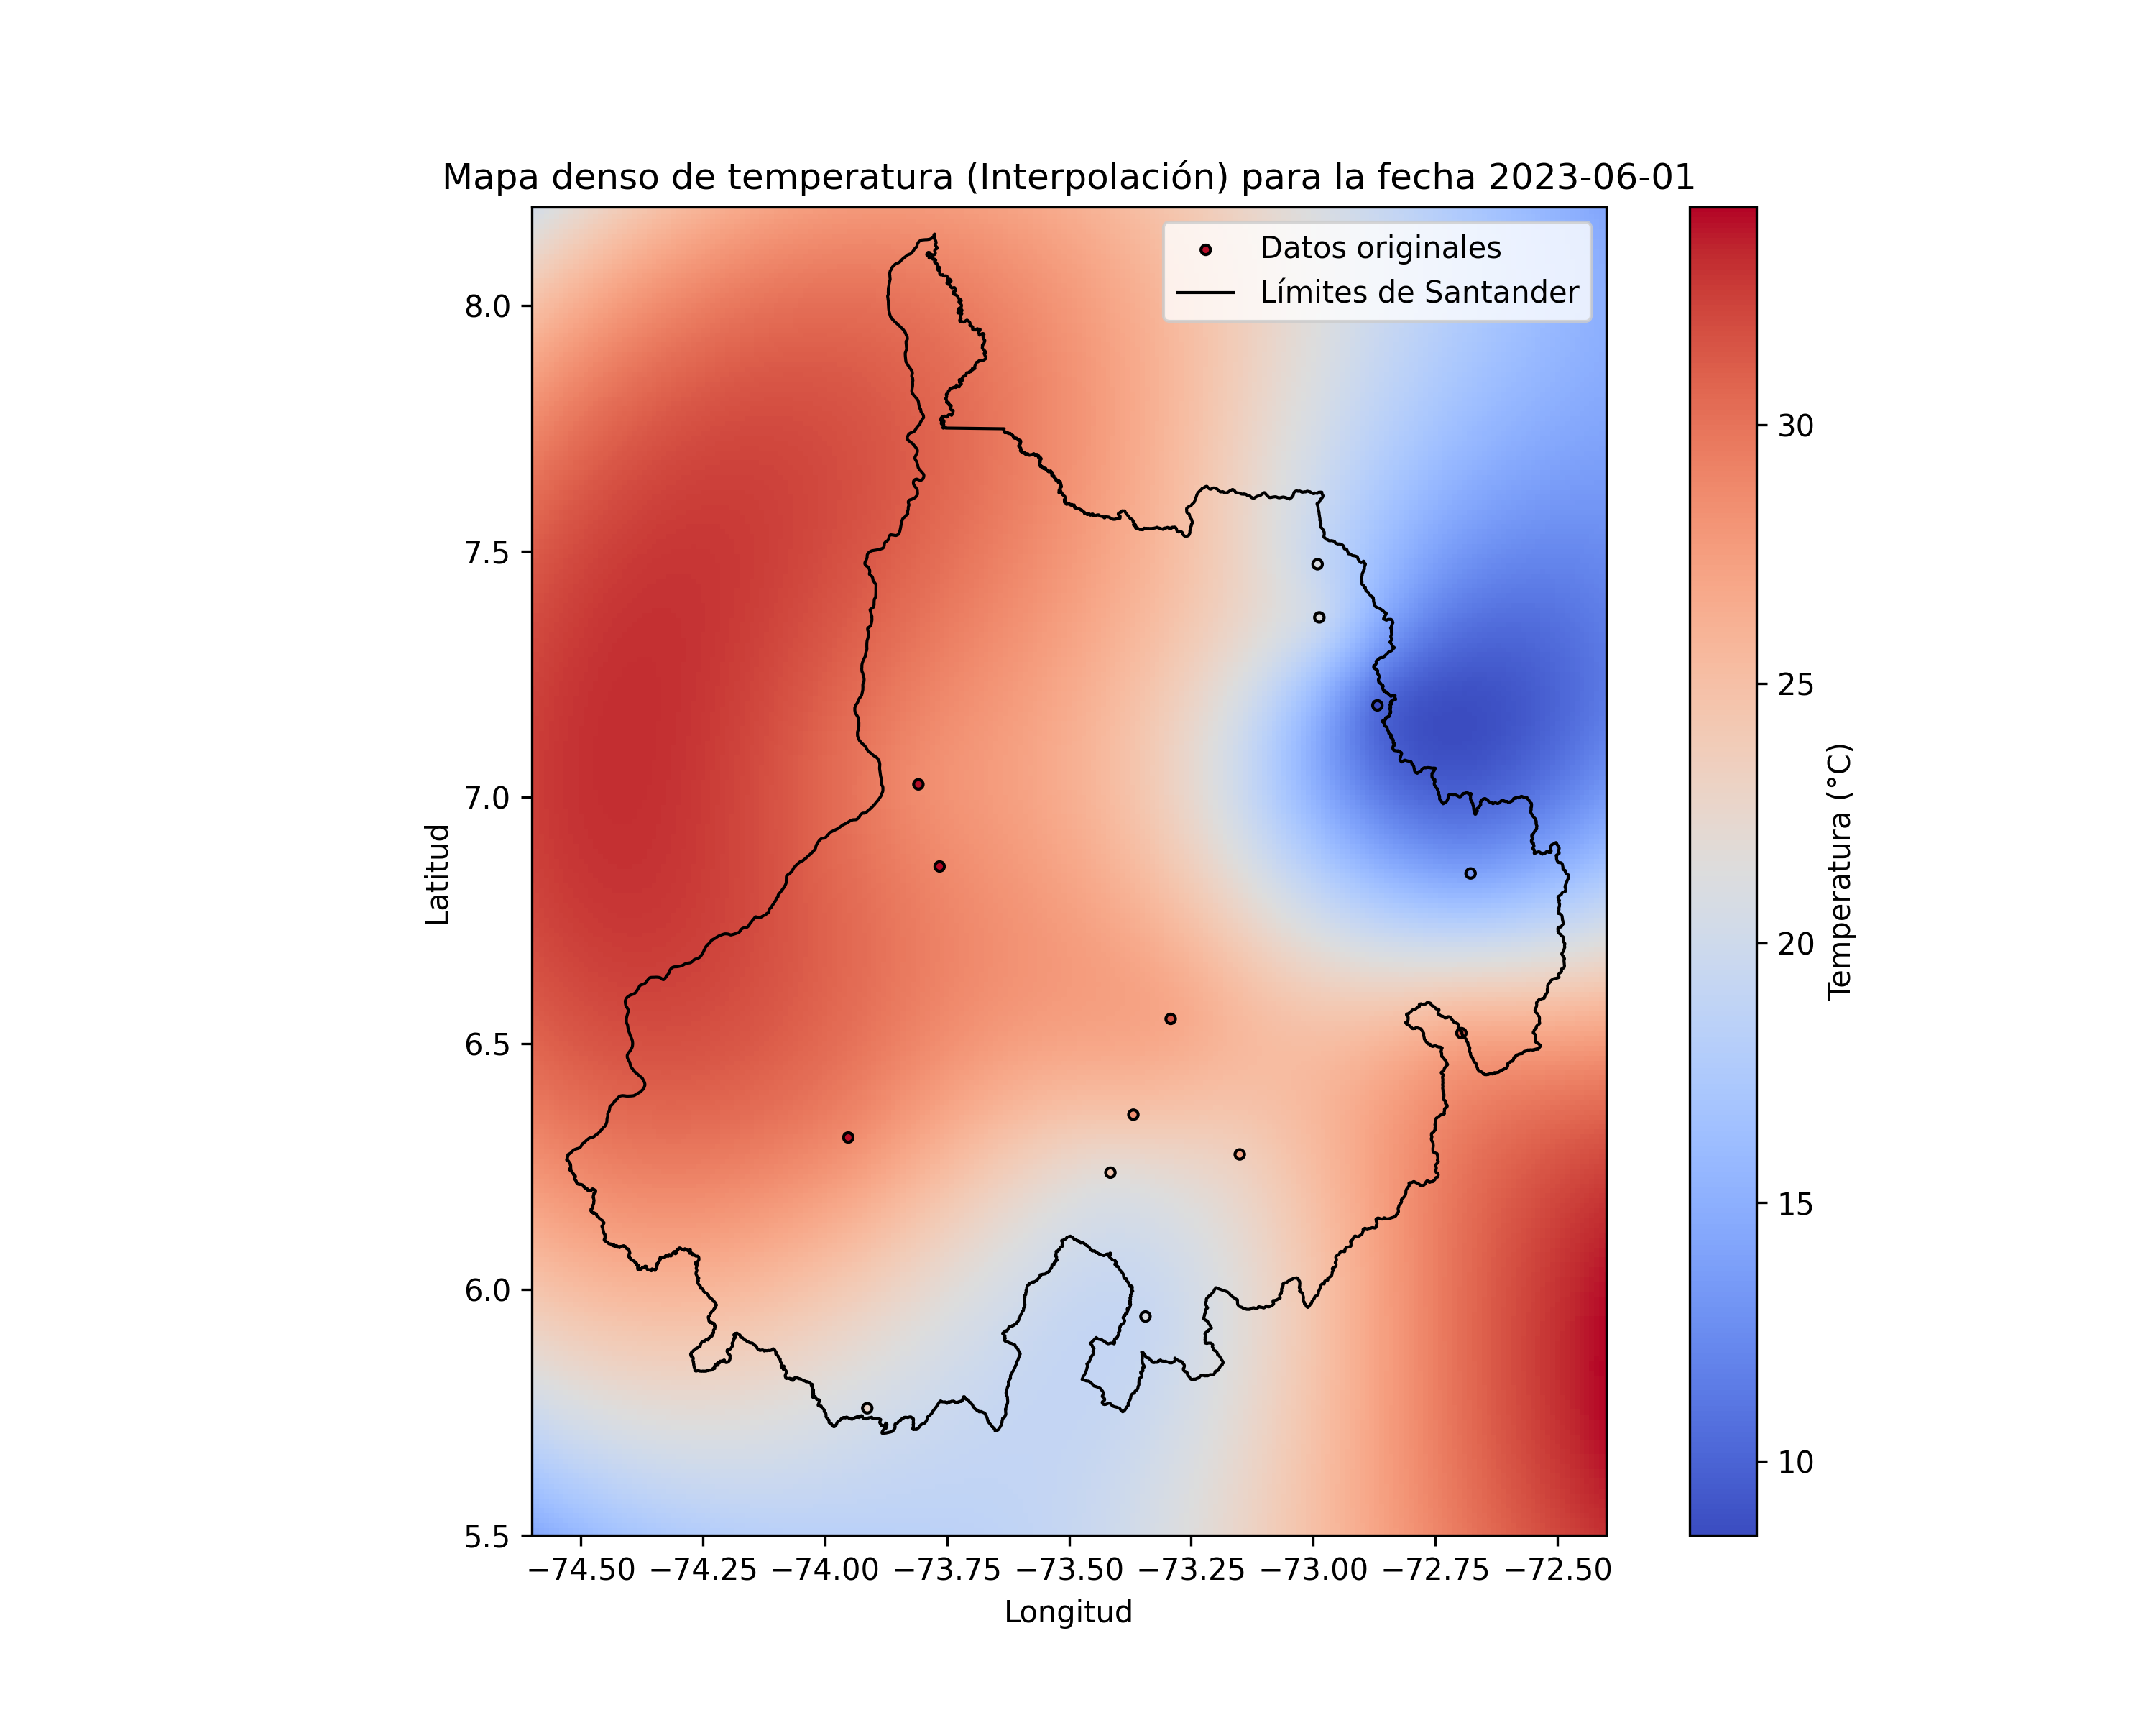 Mapa denso de temperatura (Interpolación) para la fecha 2023-06-01
Datos originales
Límites de Santander
8.0
7.5
7.0
6.5
6.0
5.5
Latitud
−74.50 −74.25 −74.00 −73.75 −73.50 −73.25 −73.00 −72.75 −72.50
Longitud
30
25
20
15
10
Temperatura (°C)